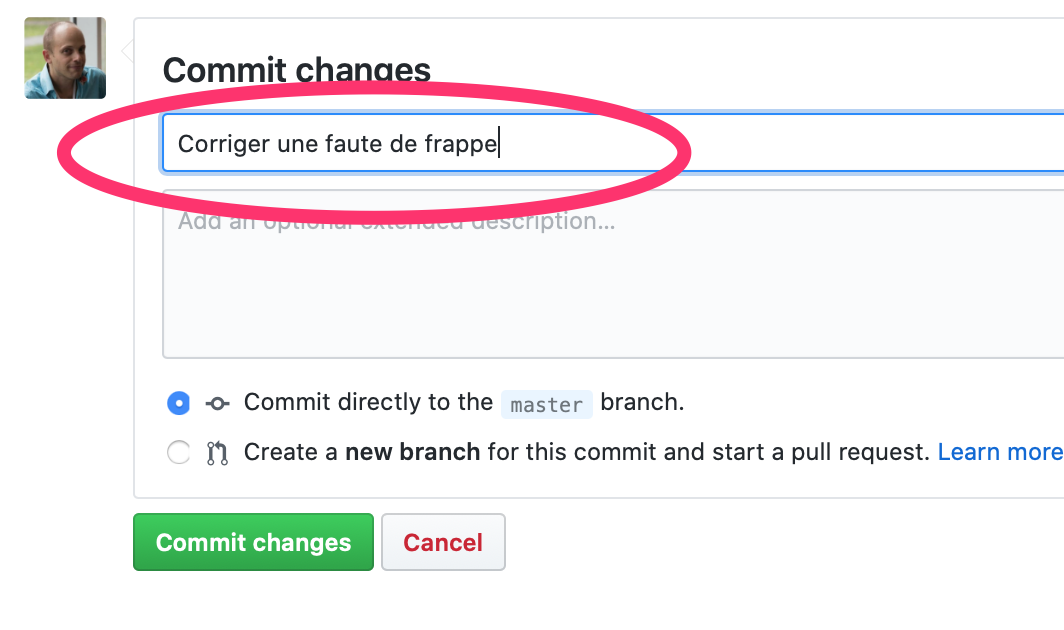 Commit changes
Corriger une faute de frappe
Add an optional extended description...
Commit directly to the master branch.
Create a new branch for this commit and start a pull request. Learn more
Commit changes
Cancel